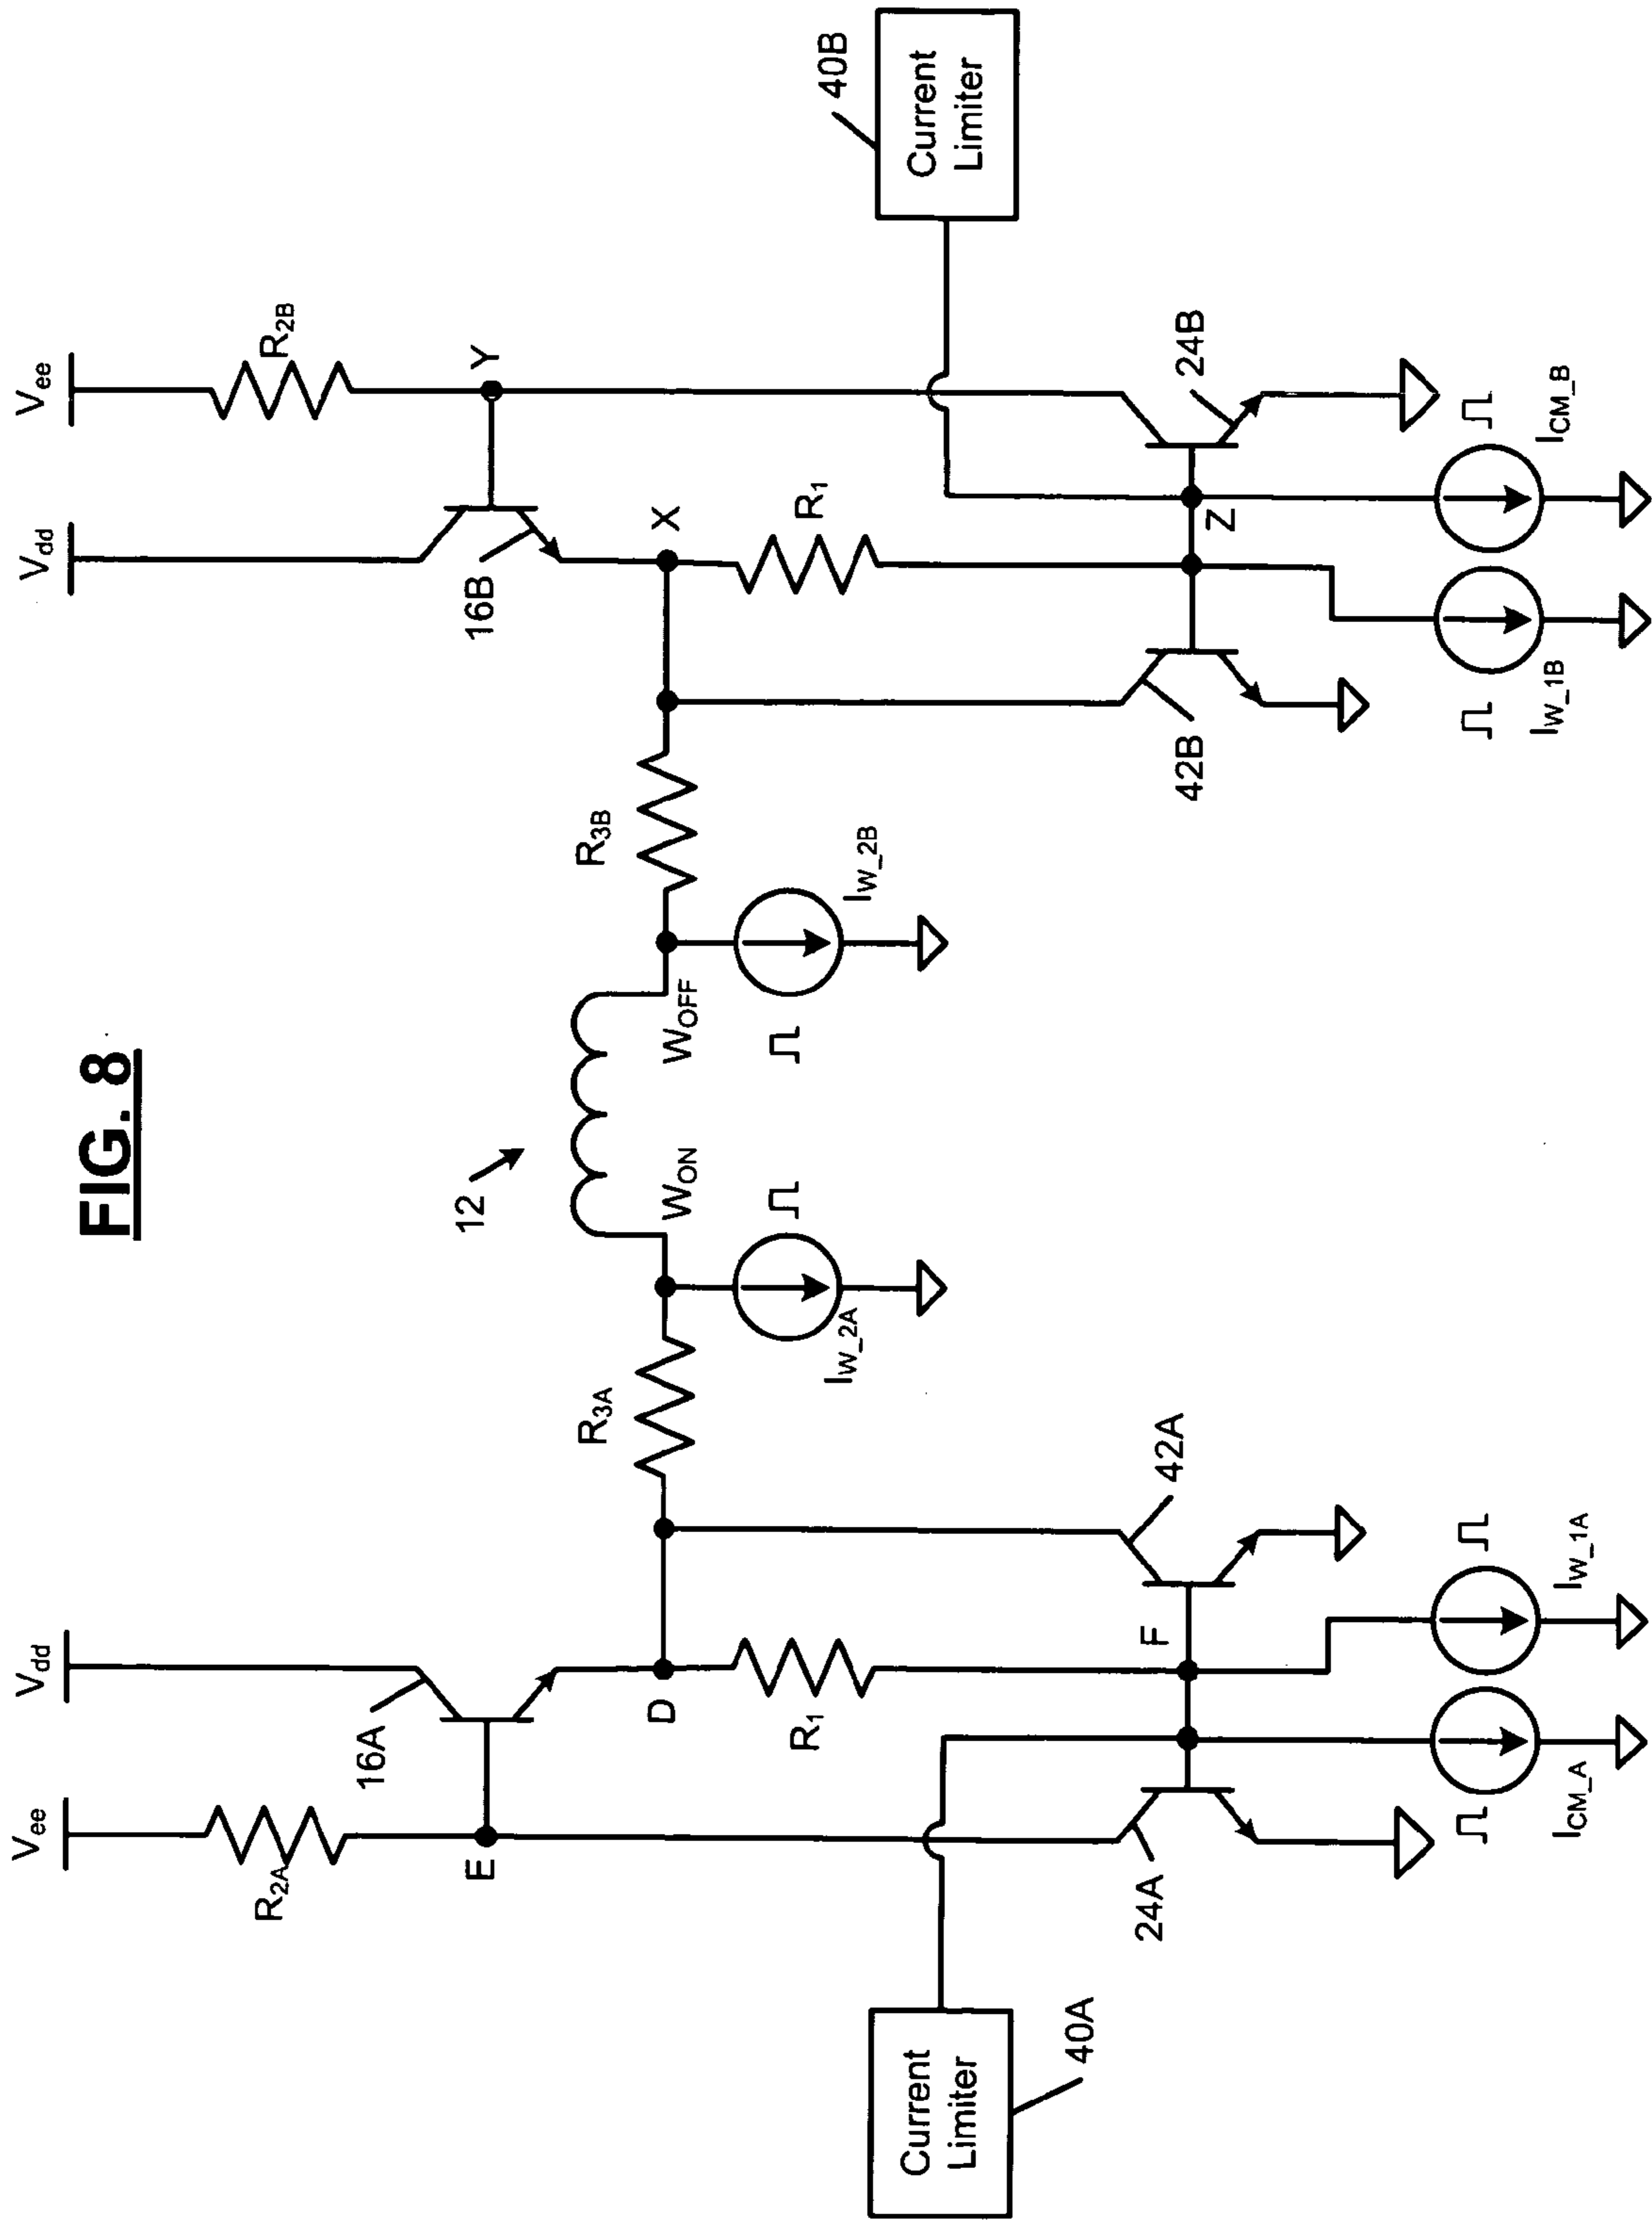 FIG. 8
Vee
Vdd
Vdd
Vee
R2A
16A
16B
R2B
E
D
12
X
Y
R1
R3A
WON
WOFF
R3B
R1
IW_2A
IW_2B
Current
Limiter
40A
Current
Limiter
40B
24A
F
42A
42B
Z
24B
ICM_A
IW_1A
IW_1B
ICM_B